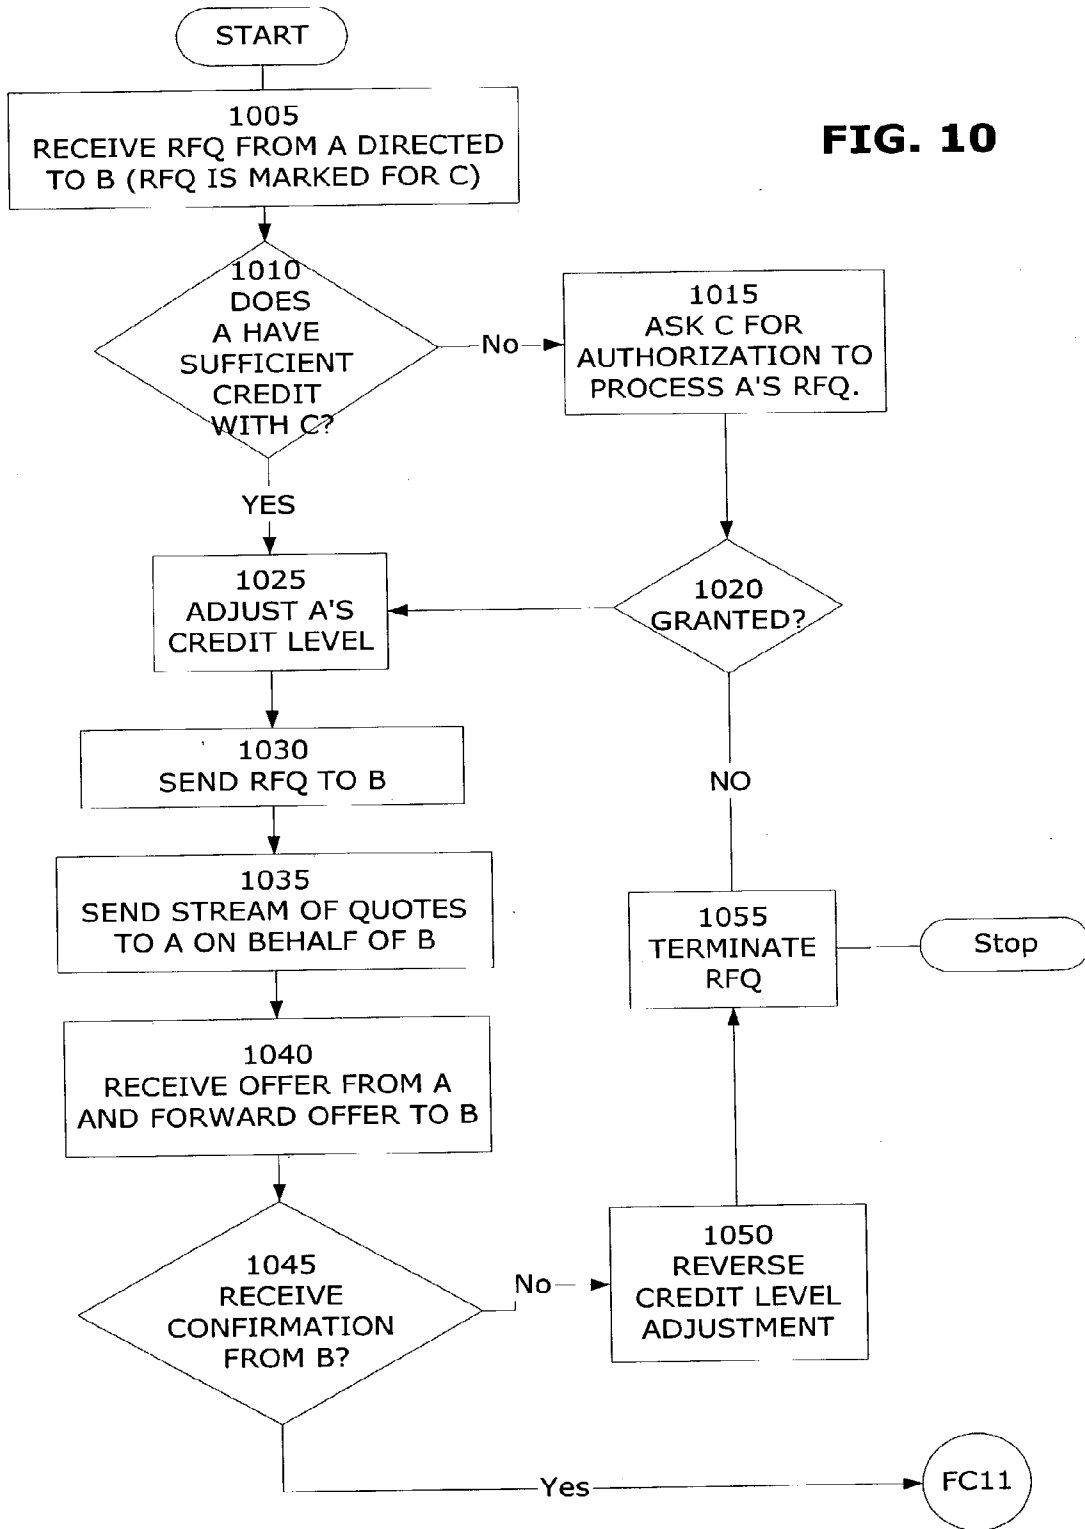 START
FIG. 10
1005
RECEIVE RFQ FROM A DIRECTED
TO B (RFQ IS MARKED FOR C)
1010
DOES
A HAVE
SUFFICIENT
CREDIT
WITH C?
No
1015
ASK C FOR
AUTHORIZATION TO
PROCESS A'S RFQ.
YES
1020
GRANTED?
1025
ADJUST A'S
CREDIT LEVEL
1030
SEND RFQ TO B
NO
1035
SEND STREAM OF QUOTES
TO A ON BEHALF OF B
1055
TERMINATE
RFQ
Stop
1040
RECEIVE OFFER FROM A
AND FORWARD OFFER TO B
1045
RECEIVE
CONFIRMATION
FROM B?
No
1050
REVERSE
CREDIT LEVEL
ADJUSTMENT
Yes
FC11